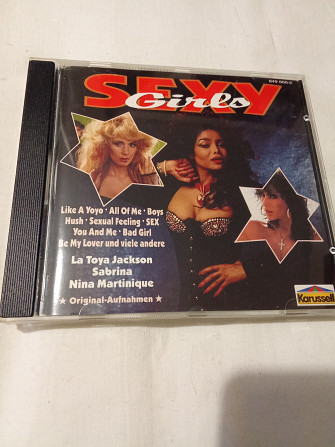 SEXY
Girls
Like A Yoyo · All Of Me · Boys
Hush · Sexual Feeling · SEX
You And Me · Bad Girl
Be My Lover und viele andere
La Toya Jackson
Sabrina
Nina Martinique
★ Original-Aufnahmen ★
Karussell